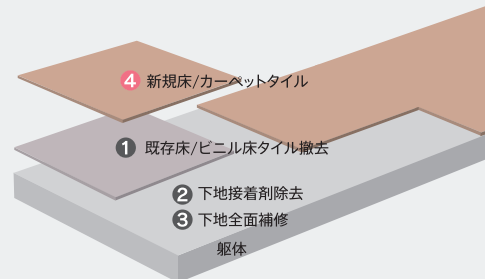 4 新規床/カーペットタイル
1 既存床/ビニル床タイル撤去
2 下地接着剤除去
3 下地全面補修
躯体